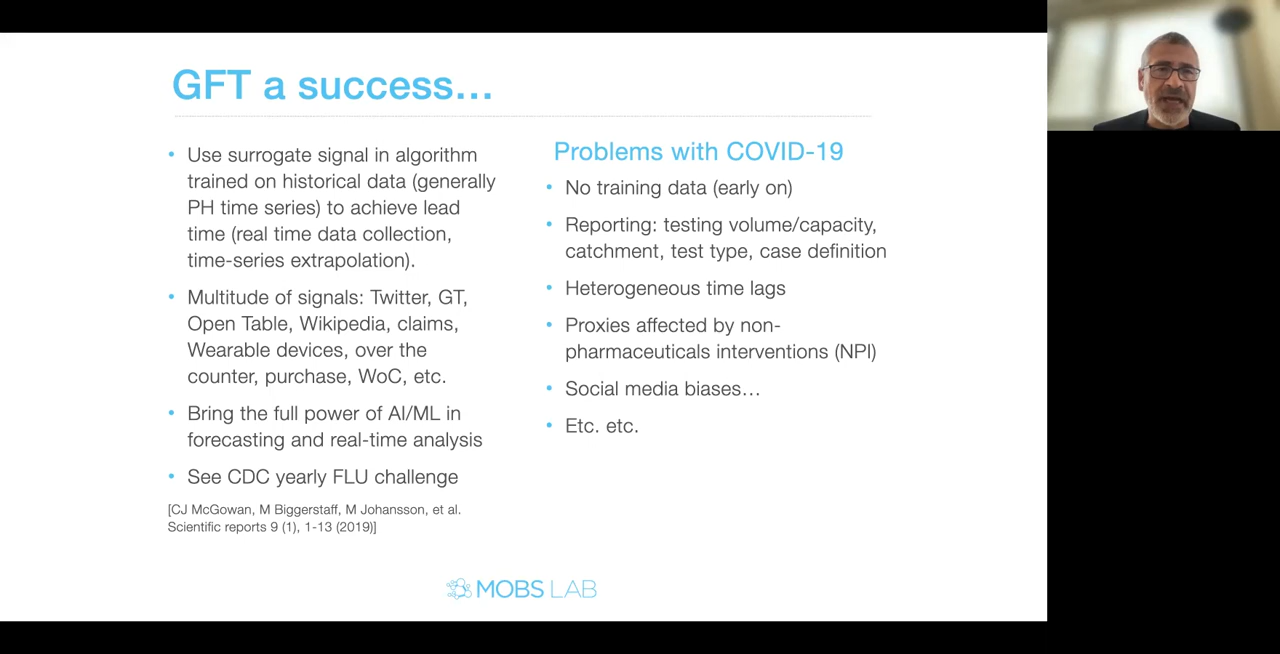 GFT a success…
• Use surrogate signal in algorithm
trained on historical data (generally
PH time series) to achieve lead
time (real time data collection,
time-series extrapolation).
• Multitude of signals: Twitter, GT,
Open Table, Wikipedia, claims,
Wearable devices, over the
counter, purchase, WoC, etc.
• Bring the full power of AI/ML in
forecasting and real-time analysis
• See CDC yearly FLU challenge
[CJ McGowan, M Biggerstaff, M Johansson, et al.
Scientific reports 9 (1), 1-13 (2019)]
Problems with COVID-19
• No training data (early on)
• Reporting: testing volume/capacity,
catchment, test type, case definition
• Heterogeneous time lags
• Proxies affected by non-
pharmaceuticals interventions (NPI)
• Social media biases…
• Etc. etc.
MOBS LAB